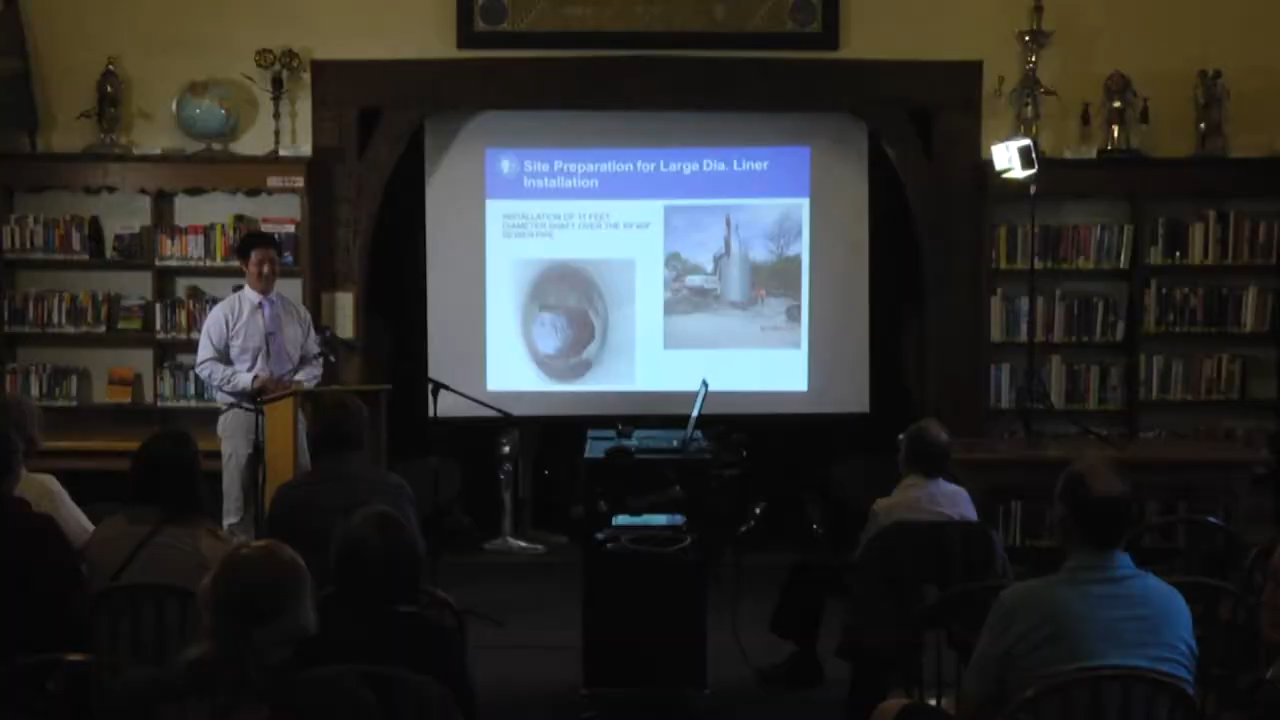 Site Preparation for Large Dia. Liner
Installation
INSTALLATION OF 11 FEET
DIAMETER SHAFT OVER THE
SEWER PIPE